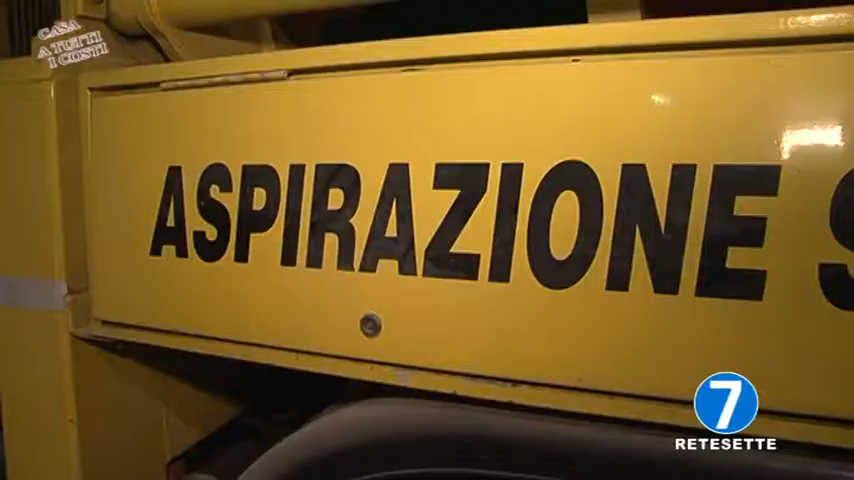 CASA
A TUTTI
I COSTI
ASPIRAZIONE S
7
RETESETTE